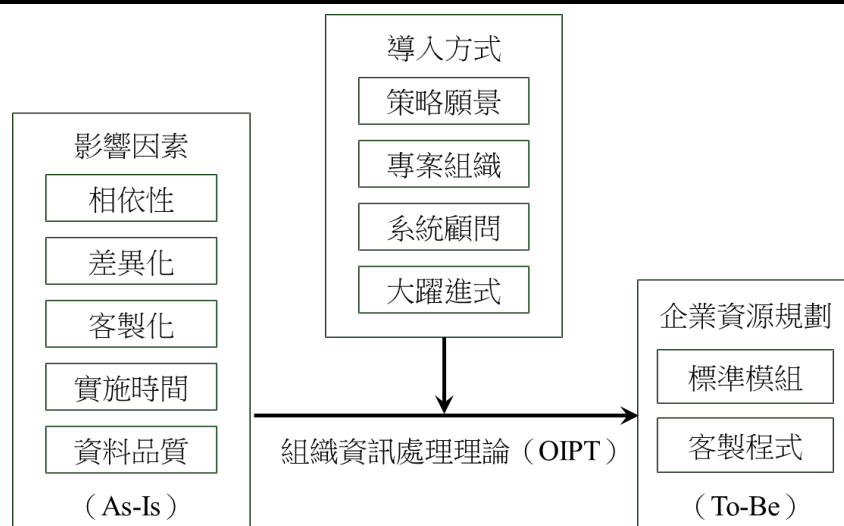 導入方式
策略願景
專案組織
系統顧問
大躍進式
影響因素
相依性
差異化
客製化
實施時間
資料品質
（As-Is）
組織資訊處理理論（OIPT）
企業資源規劃
標準模組
客製程式
（To-Be）